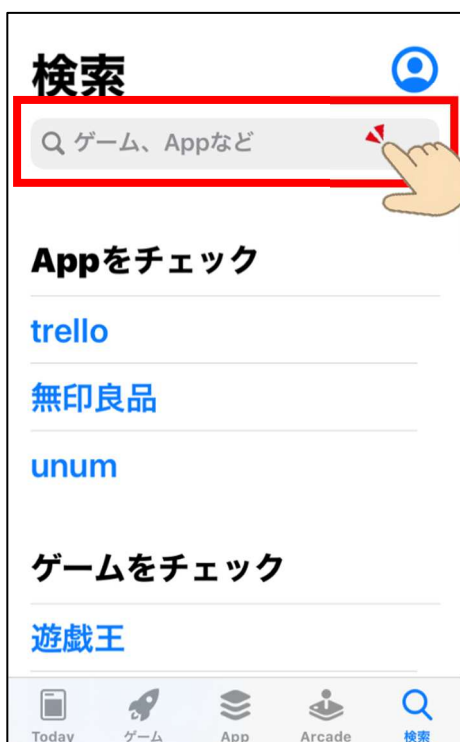 検索
ゲーム、Appなど
Appをチェック
trello
無印良品
unum
ゲームをチェック
遊戯王
Today
ゲーム
App
Arcade
検索